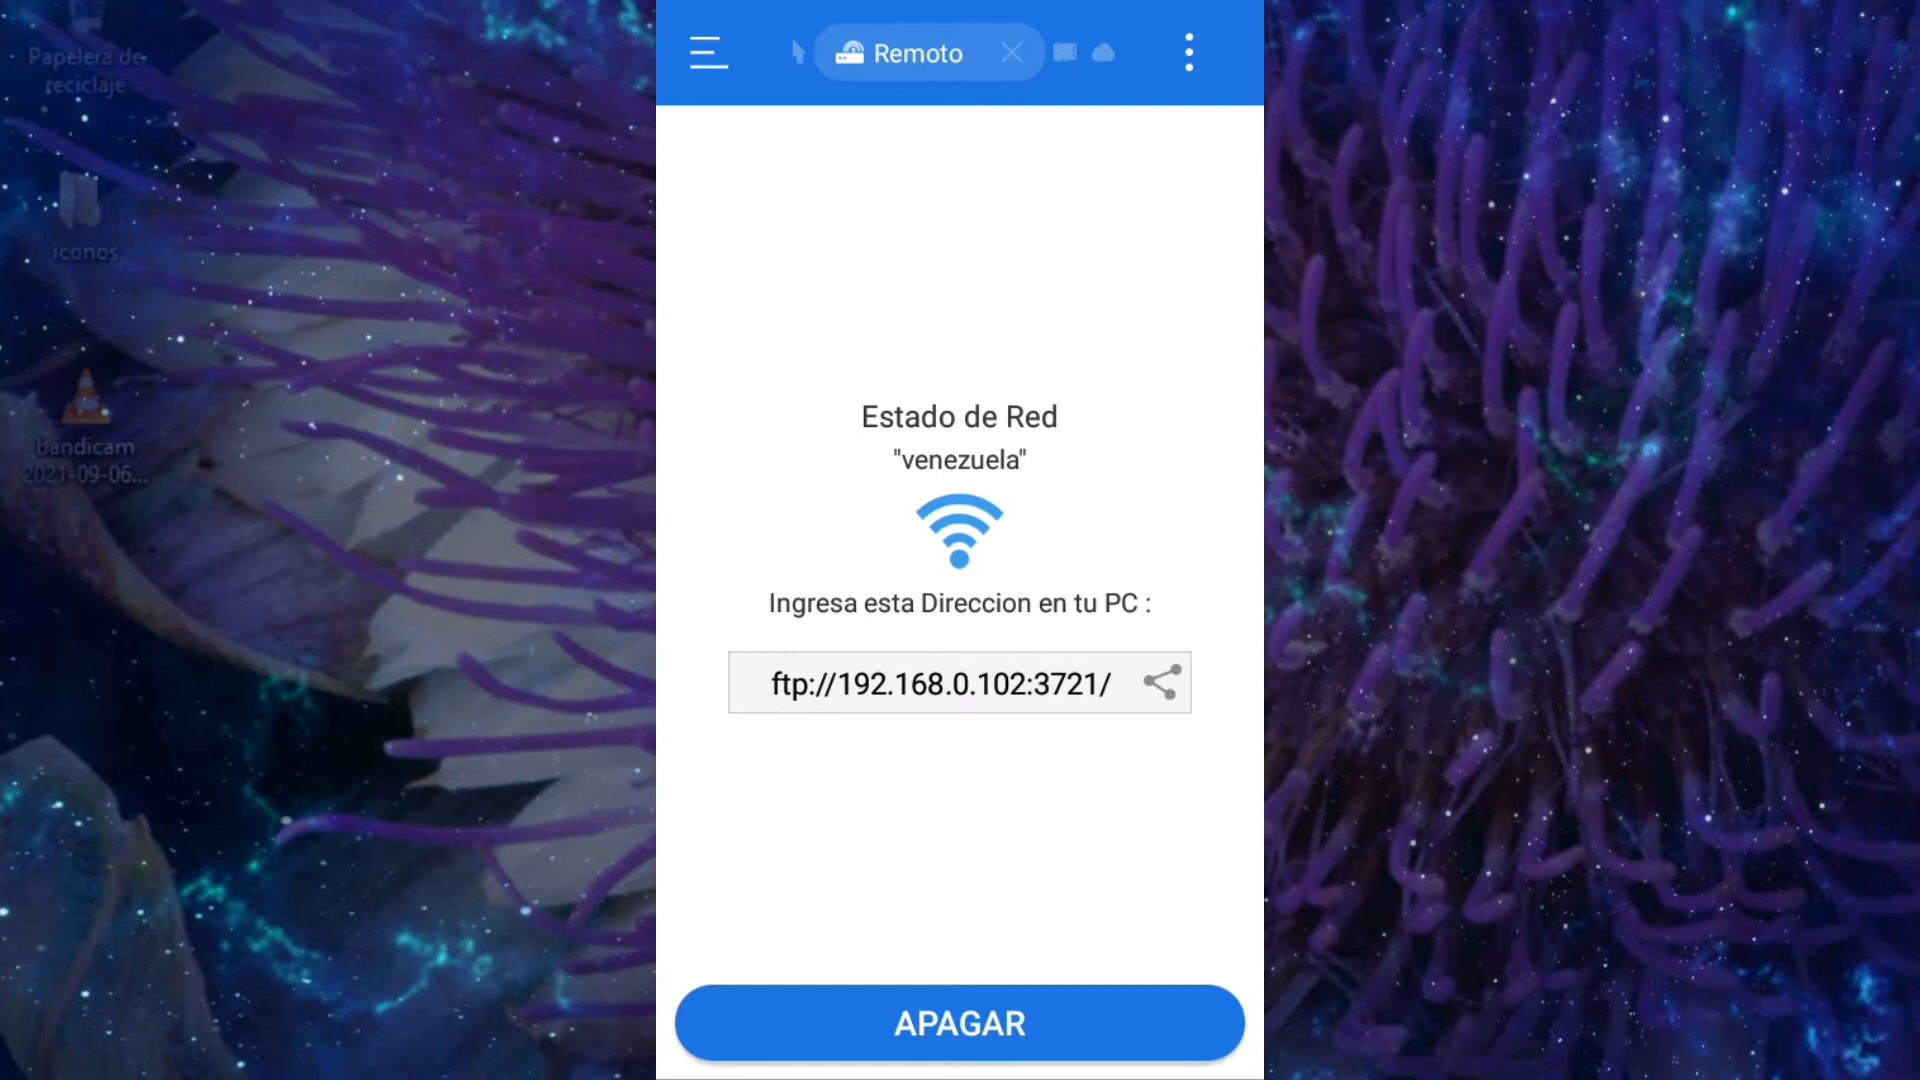 Papelera de
reciclaje
iconos
bandicam
2021-09-06...
Remoto
Estado de Red
"venezuela"
Ingresa esta Direccion en tu PC :
ftp://192.168.0.102:3721/
APAGAR